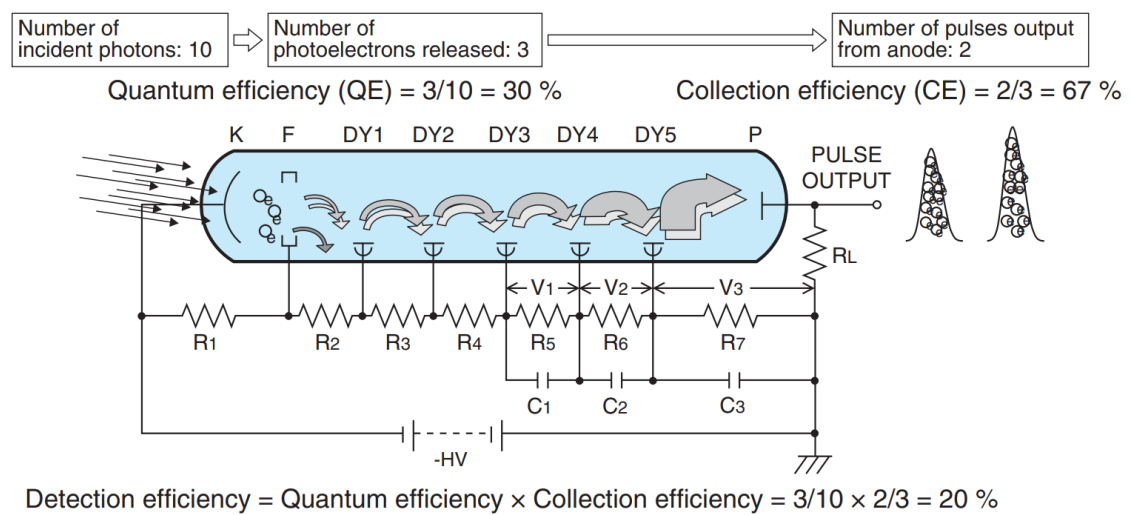 Number of
incident photons: 10
Number of
photoelectrons released: 3
Number of pulses output
from anode: 2
Quantum efficiency (QE) = 3/10 = 30 %
Collection efficiency (CE) = 2/3 = 67 %
K F DY1 DY2 DY3 DY4 DY5 P
PULSE
OUTPUT
e e e
RL
V1 V2 V3
R1 R2 R3 R4 R5 R6 R7
C1 C2 C3
-HV
Detection efficiency = Quantum efficiency × Collection efficiency = 3/10 × 2/3 = 20 %